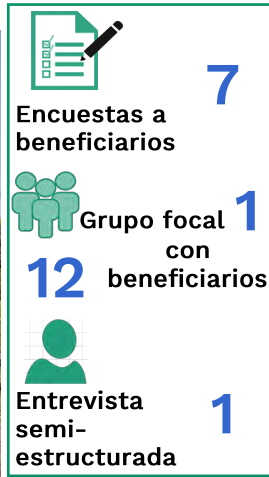 7
Encuestas a
beneficiarios
Grupo focal 1
con
12 beneficiarios
Entrevista
semi-
estructurada
1